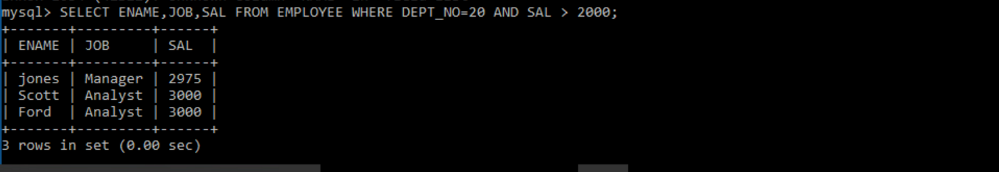 mysql> SELECT ENAME,JOB,SAL FROM EMPLOYEE WHERE DEPT_NO=20 AND SAL > 2000;
+-------+---------+------+
| ENAME | JOB     | SAL  |
+-------+---------+------+
| jones | Manager | 2975 |
| Scott | Analyst | 3000 |
| Ford  | Analyst | 3000 |
+-------+---------+------+
3 rows in set (0.00 sec)